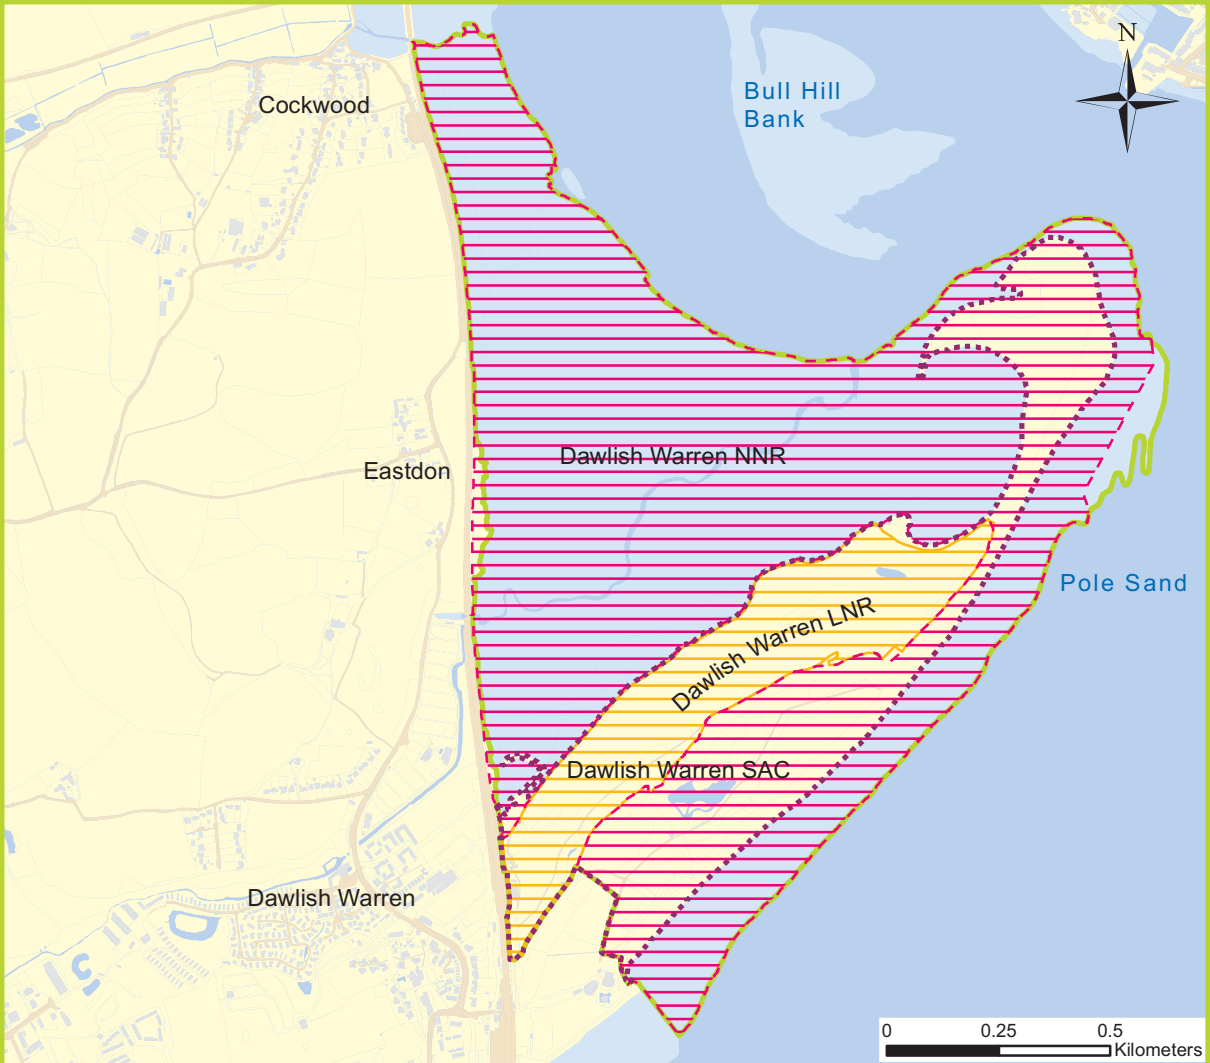 N
Bull Hill
Bank
Cockwood
Dawlish Warren NNR
Eastdon
Pole Sand
Dawlish Warren LNR
Dawlish Warren SAC
Dawlish Warren
0 0.25 0.5
Kilometers